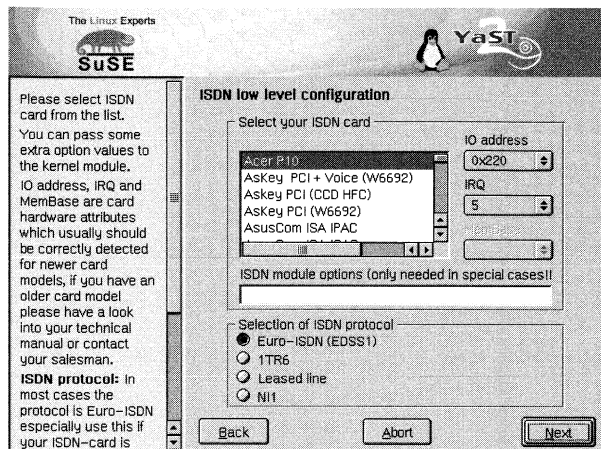 The Linux Experts
SuSE
YaST
2
Please select ISDN
card from the list.
You can pass some
extra option values to
the kernel module.
IO address, IRQ and
MemBase are card
hardware attributes
which usually should
be correctly detected
for newer card
models, if you have an
older card model
please have a look
into your technical
manual or contact
your salesman.
ISDN protocol: In
most cases the
protocol is Euro-ISDN
especially use this if
your ISDN-card is
ISDN low level configuration
Select your ISDN card
Acer P10
AsKey PCI + Voice (W6692)
Askey PCI (CCD HFC)
AsKey PCI (W6692)
AsusCom ISA IPAC
IO address
0x220
IRQ
5
MemBase
ISDN module options (only needed in special cases!!
Selection of ISDN protocol
Euro-ISDN (EDSS1)
1TR6
Leased line
NI1
Back
Abort
Next